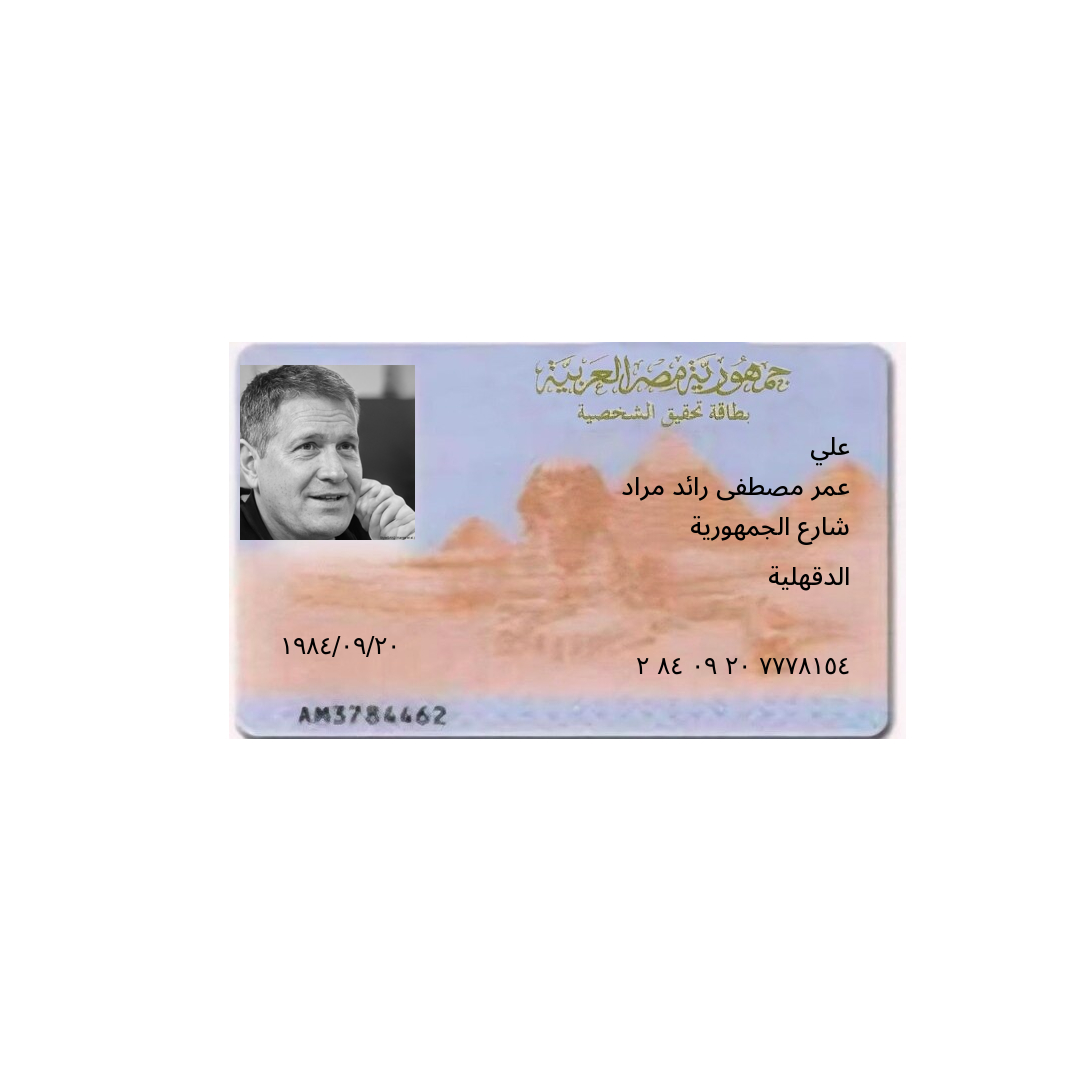 جمهورية مصر العربية
بطاقة تحقيق الشخصية
علي
عمر مصطفى رائد مراد
شارع الجمهورية
الدقهلية
١٩٨٤/٠٩/٢٠
٢ ٨٤ ٠٩ ٢٠ ٧٧٧٨١٥٤
AM3784462